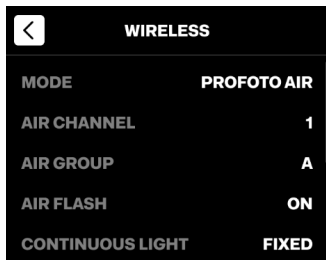 WIRELESS
MODE PROFOTO AIR
AIR CHANNEL 1
AIR GROUP A
AIR FLASH ON
CONTINUOUS LIGHT FIXED